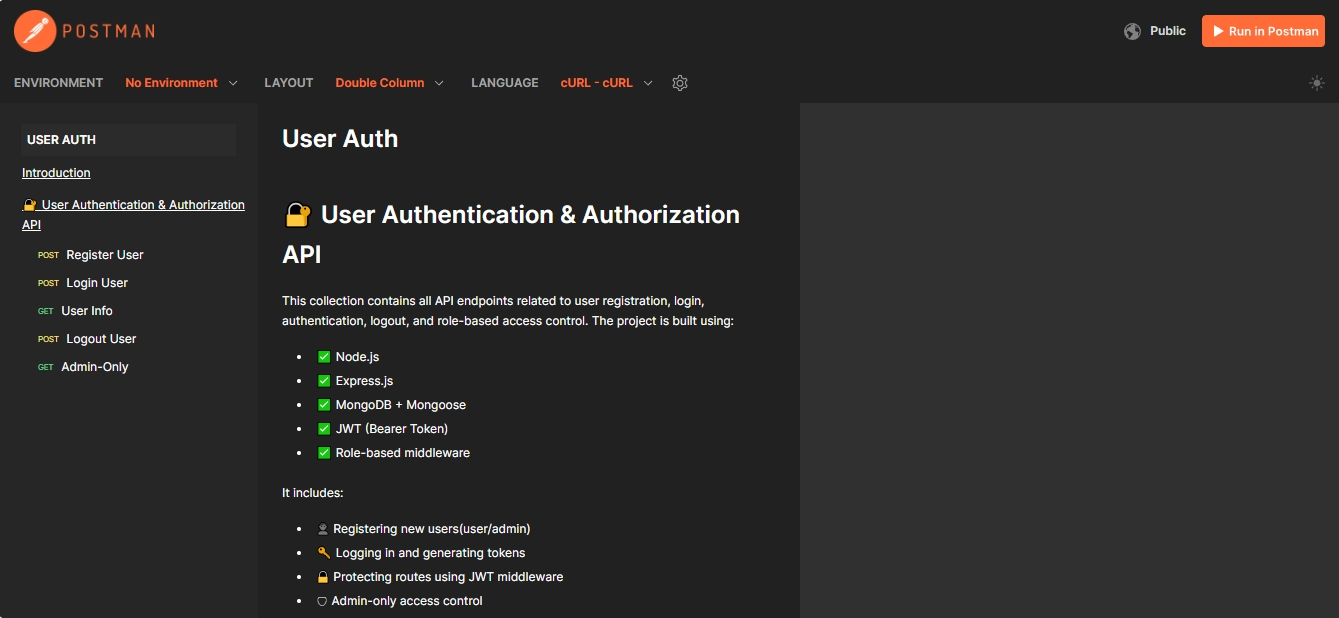 POSTMAN
Public
Run in Postman
ENVIRONMENT No Environment LAYOUT Double Column LANGUAGE cURL - cURL
USER AUTH
Introduction
🔐 User Authentication & Authorization
API
POST Register User
POST Login User
GET User Info
POST Logout User
GET Admin-Only
User Auth
🔐 User Authentication & Authorization
API
This collection contains all API endpoints related to user registration, login,
authentication, logout, and role-based access control. The project is built using:
• ✅ Node.js
• ✅ Express.js
• ✅ MongoDB + Mongoose
• ✅ JWT (Bearer Token)
• ✅ Role-based middleware
It includes:
• 👤 Registering new users(user/admin)
• 🔑 Logging in and generating tokens
• 🔒 Protecting routes using JWT middleware
• 🛡 Admin-only access control